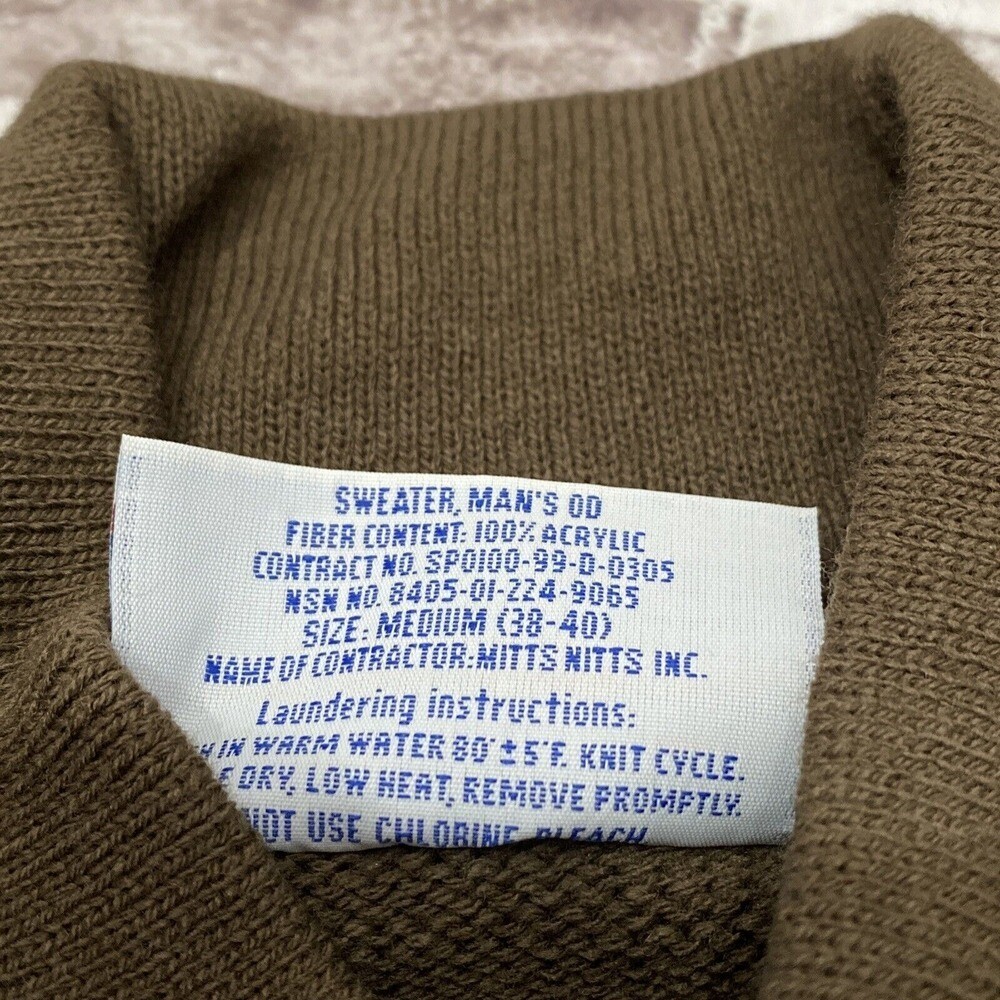 SWEATER, MAN'S OD
FIBER CONTENT: 100% ACRYLIC
CONTRACT NO. SP0100-99-D-0305
NSN NO. 8405-01-224-9065
SIZE: MEDIUM (38-40)
NAME OF CONTRACTOR: MITTS NITTS INC.
Laundering instructions:
IN WARM WATER 80°±5°F. KNIT CYCLE.
DRY, LOW HEAT, REMOVE PROMPTLY.
NOT USE CHLORINE BLEACH